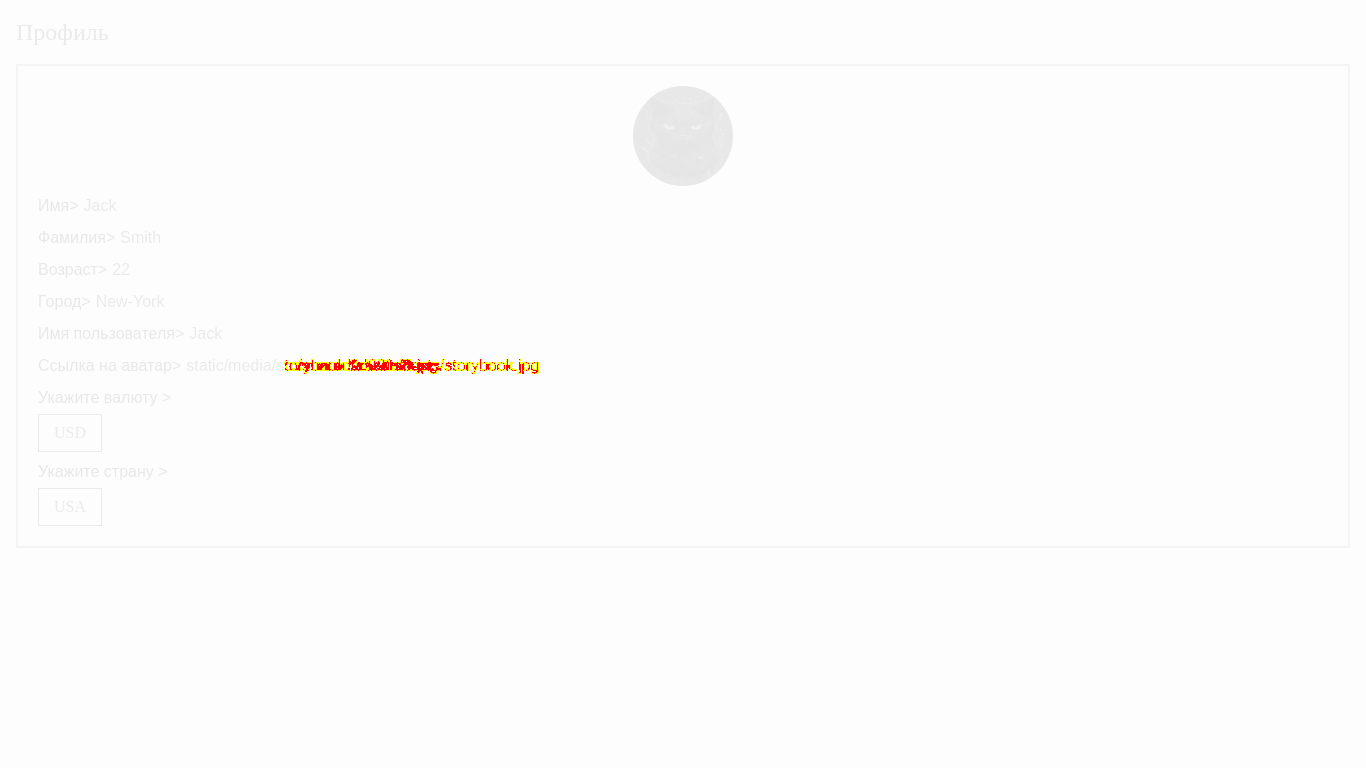 Профиль
Имя> Jack
Фамилия> Smith
Возраст> 22
Город> New-York
Имя пользователя> Jack
Ссылка на аватар> static/media/ /storybook.jpg
Укажите валюту >
USD
Укажите страну >
USA